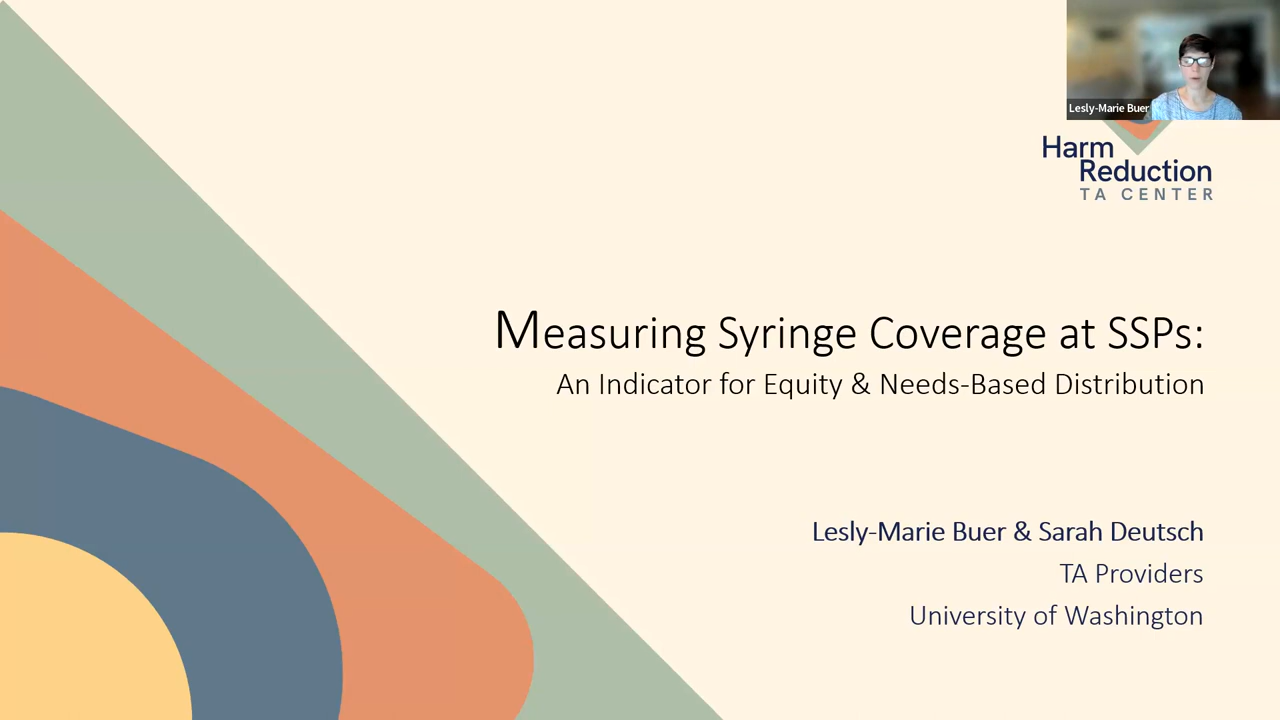 Lesly-Marie Buer
Harm
Reduction
TA CENTER
Measuring Syringe Coverage at SSPs:
An Indicator for Equity & Needs-Based Distribution
Lesly-Marie Buer & Sarah Deutsch
TA Providers
University of Washington